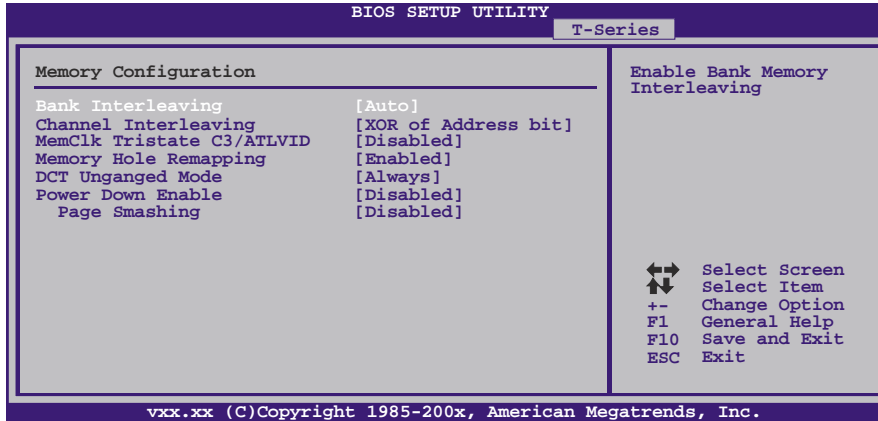 BIOS SETUP UTILITY
T-Series
Memory Configuration
Bank Interleaving [Auto]
Channel Interleaving [XOR of Address bit]
MemClk Tristate C3/ATLVID [Disabled]
Memory Hole Remapping [Enabled]
DCT Unganged Mode [Always]
Power Down Enable [Disabled]
Page Smashing [Disabled]
Enable Bank Memory
Interleaving
Select Screen
Select Item
+- Change Option
F1 General Help
F10 Save and Exit
ESC Exit
vxx.xx (C)Copyright 1985-200x, American Megatrends, Inc.